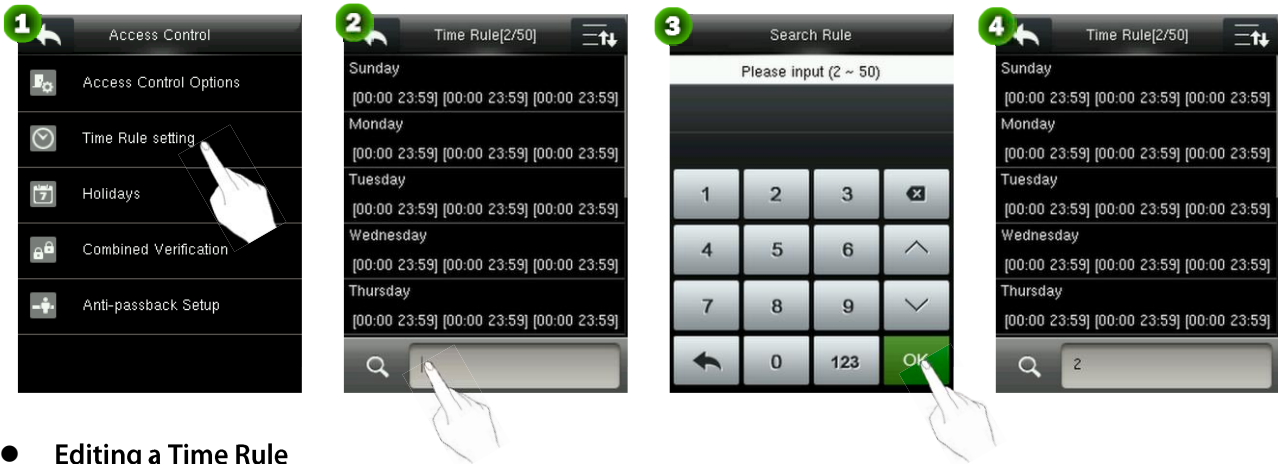 1
Access Control
Access Control Options
Time Rule setting
7
Holidays
Combined Verification
Anti-passback Setup
2
Time Rule[2/50]
Sunday
[00:00 23:59] [00:00 23:59] [00:00 23:59]
Monday
[00:00 23:59] [00:00 23:59] [00:00 23:59]
Tuesday
[00:00 23:59] [00:00 23:59] [00:00 23:59]
Wednesday
[00:00 23:59] [00:00 23:59] [00:00 23:59]
Thursday
[00:00 23:59] [00:00 23:59] [00:00 23:59]
3
Search Rule
Please input (2 ~ 50)
1 2 3
4 5 6
7 8 9
0 123 OK
4
Time Rule[2/50]
Sunday
[00:00 23:59] [00:00 23:59] [00:00 23:59]
Monday
[00:00 23:59] [00:00 23:59] [00:00 23:59]
Tuesday
[00:00 23:59] [00:00 23:59] [00:00 23:59]
Wednesday
[00:00 23:59] [00:00 23:59] [00:00 23:59]
Thursday
[00:00 23:59] [00:00 23:59] [00:00 23:59]
2
● Editing a Time Rule